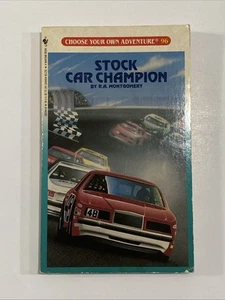 CHOOSE YOUR OWN ADVENTURE® 96
STOCK
CAR CHAMPION
BY R.A. MONTGOMERY
48